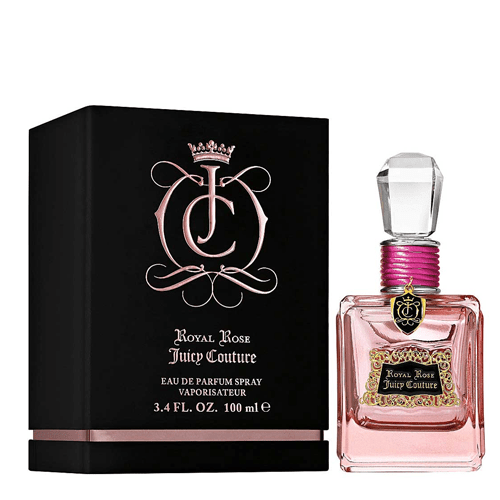 JC
Royal Rose
Juicy Couture
EAU DE PARFUM SPRAY
VAPORISATEUR
3.4 FL. OZ. 100 ml ℮
JC
Royal Rose
Juicy Couture